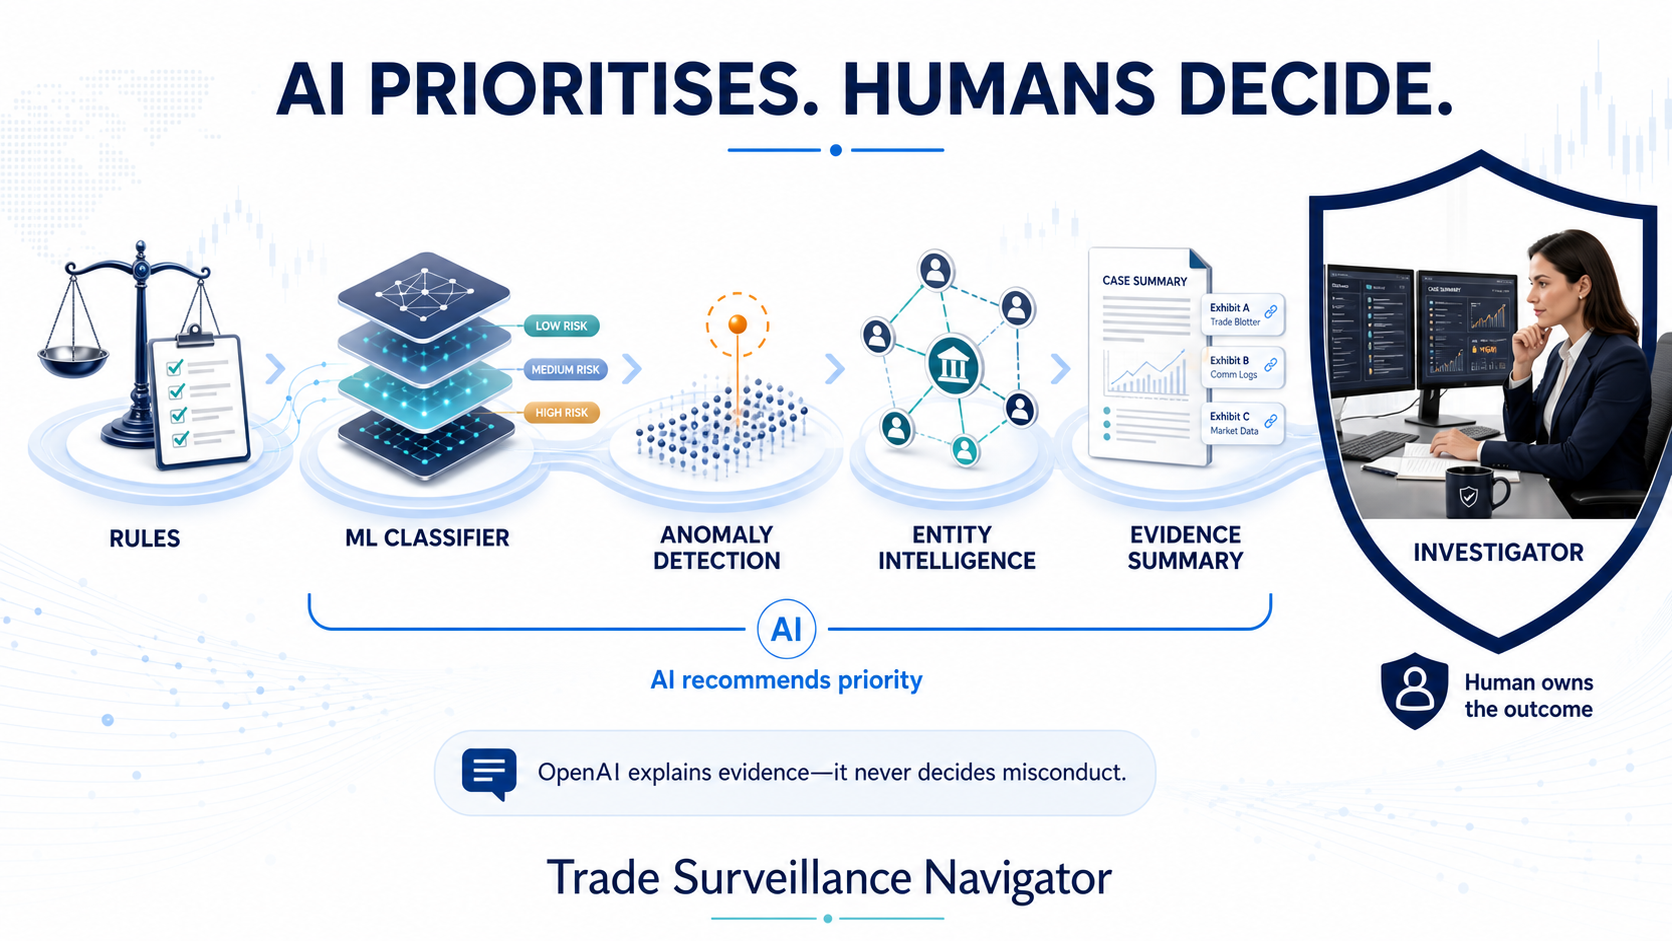 AI PRIORITISES. HUMANS DECIDE.
LOW RISK
MEDIUM RISK
HIGH RISK
CASE SUMMARY
Exhibit A
Trade Blotter
Exhibit B
Comm Logs
Exhibit C
Market Data
CASE SUMMARY
RULES
ML CLASSIFIER
ANOMALY
DETECTION
ENTITY
INTELLIGENCE
EVIDENCE
SUMMARY
INVESTIGATOR
AI
AI recommends priority
Human owns
the outcome
OpenAI explains evidence—it never decides misconduct.
Trade Surveillance Navigator